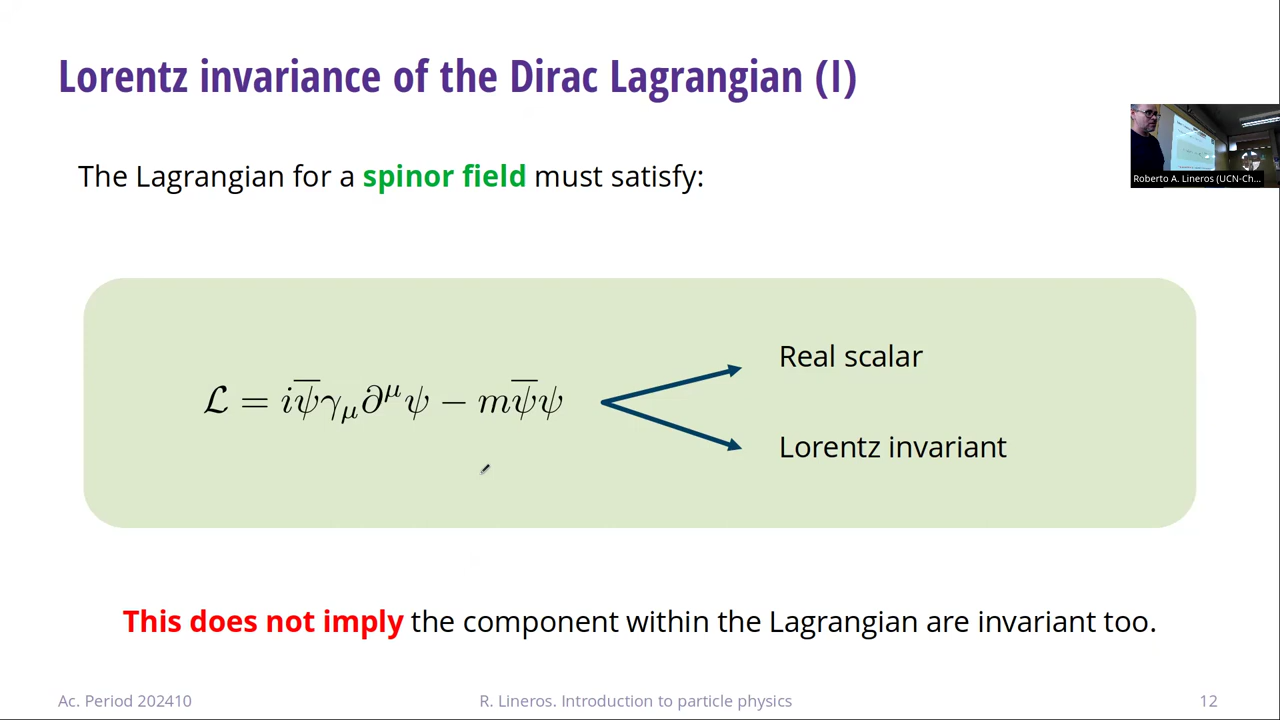 Lorentz invariance of the Dirac Lagrangian (I)
The Lagrangian for a spinor field must satisfy:
Roberto A. Lineros (UCN-Ch...
Real scalar
ℒ = iψ̅γ_μ∂^μψ − mψ̅ψ
Lorentz invariant
This does not imply the component within the Lagrangian are invariant too.
Ac. Period 202410
R. Lineros. Introduction to particle physics
12